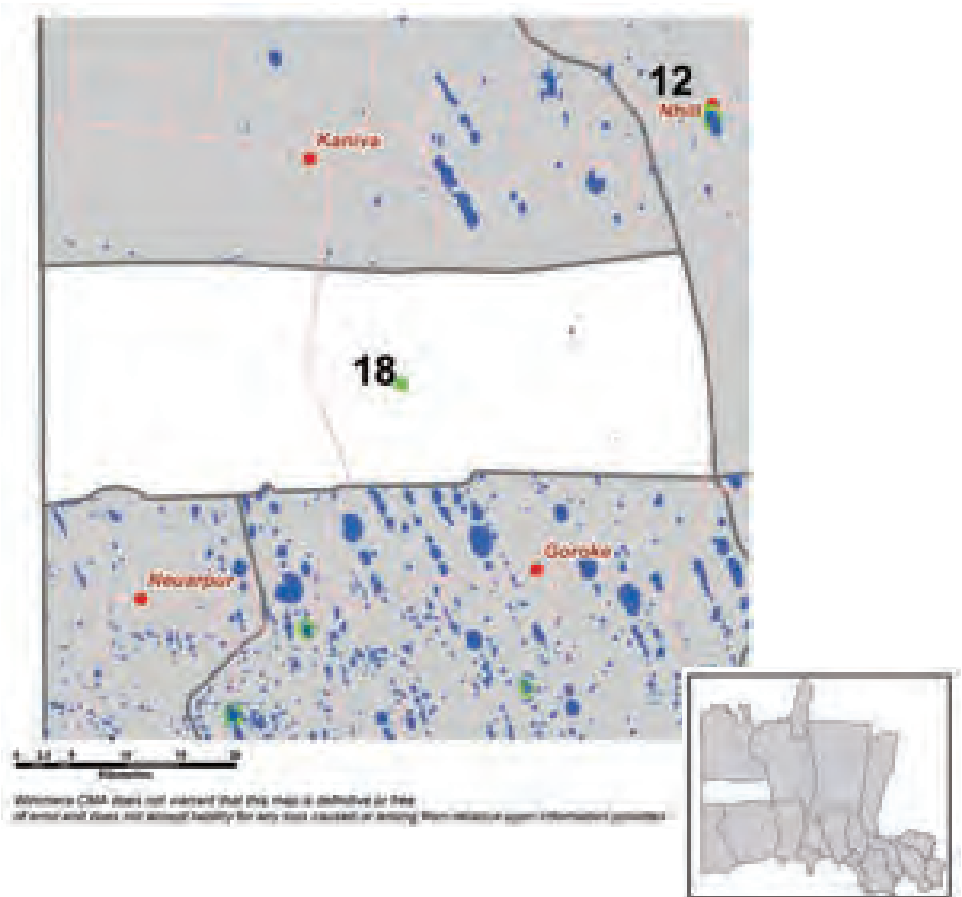 12
Nhill
Kaniva
18
Goroke
Neuarpur
Kilometres
Wimmera CMA does not warrant that this map is definitive or free
of error and does not accept liability for any loss caused or arising from reliance upon information provided